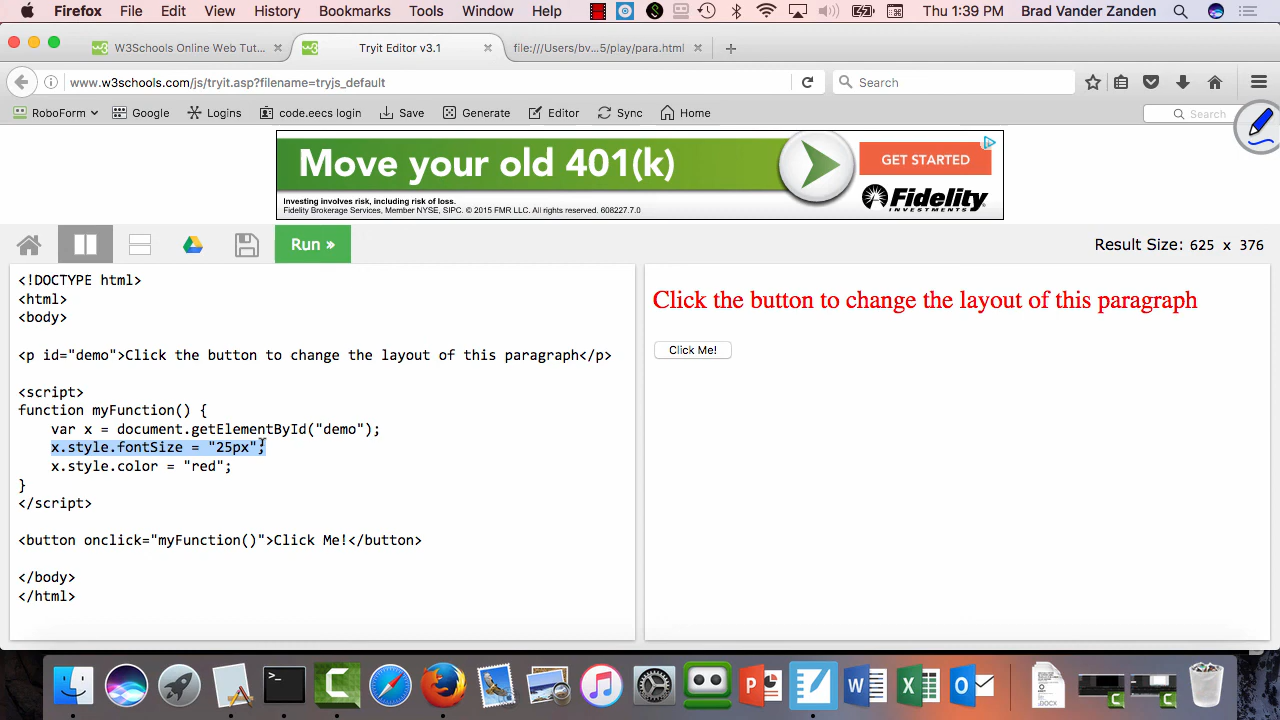 Firefox File Edit View History Bookmarks Tools Window Help Thu 1:39 PM Brad Vander Zanden
W3Schools Online Web Tut... Tryit Editor v3.1 file:///Users/bv...5/play/para.html
www.w3schools.com/js/tryit.asp?filename=tryjs_default Search
RoboForm Google Logins code.eecs login Save Generate Editor Sync Home Search
Move your old 401(k) GET STARTED
Investing involves risk, including risk of loss.
Fidelity Brokerage Services, Member NYSE, SIPC. © 2015 FMR LLC. All rights reserved. 608227.7.0
Fidelity
INVESTMENTS
Run » Result Size: 625 x 376
<!DOCTYPE html>
<html>
<body>
<p id="demo">Click the button to change the layout of this paragraph</p>
<script>
function myFunction() {
var x = document.getElementById("demo");
x.style.fontSize = "25px";
x.style.color = "red";
}
</script>
<button onclick="myFunction()">Click Me!</button>
</body>
</html>
Click the button to change the layout of this paragraph
Click Me!
DOCX